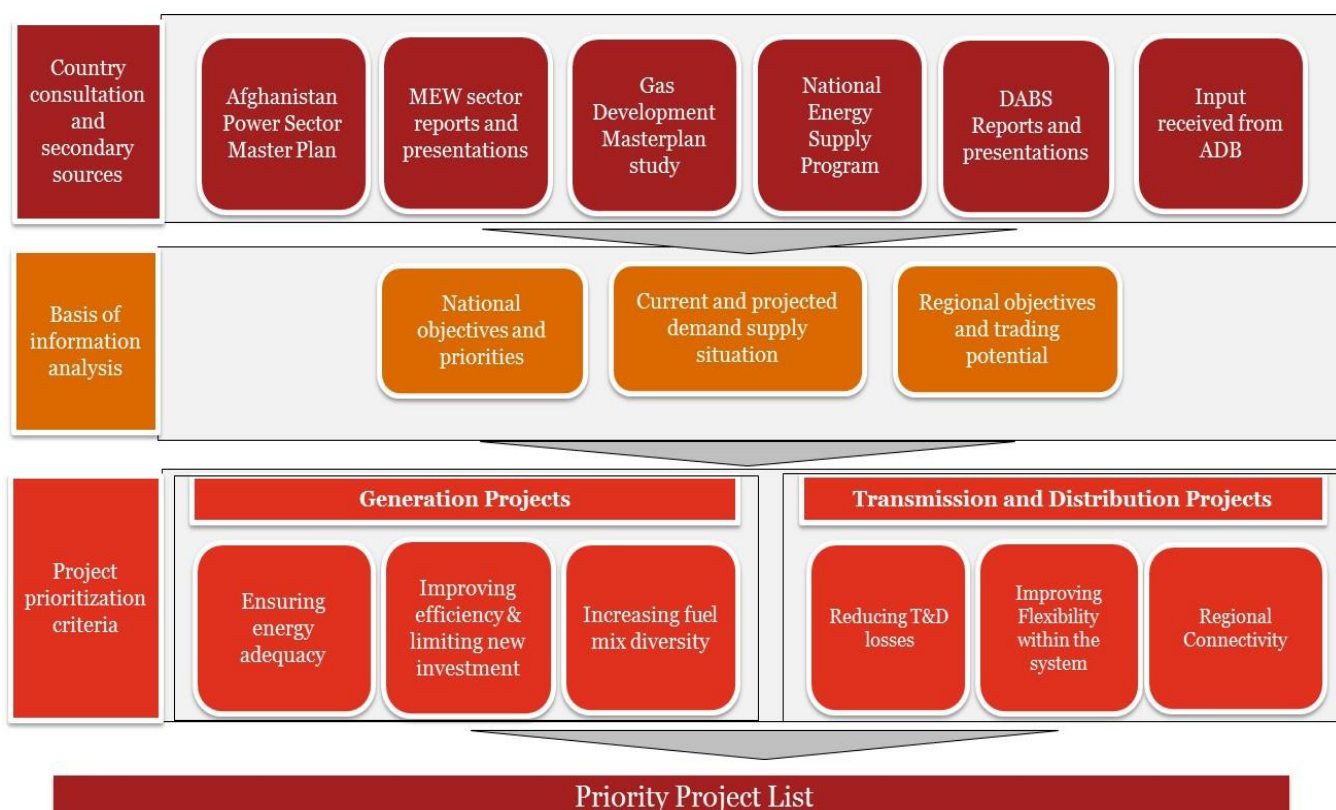 Country
consultation
and
secondary
sources
Afghanistan
Power Sector
Master Plan
MEW sector
reports and
presentations
Gas
Development
Masterplan
study
National
Energy
Supply
Program
DABS
Reports and
presentations
Input
received from
ADB
Basis of
information
analysis
National
objectives and
priorities
Current and projected
demand supply
situation
Regional objectives
and trading
potential
Project
prioritization
criteria
Generation Projects
Ensuring
energy
adequacy
Improving
efficiency &
limiting new
investment
Increasing fuel
mix diversity
Transmission and Distribution Projects
Reducing T&D
losses
Improving
Flexibility
within the
system
Regional
Connectivity
Priority Project List